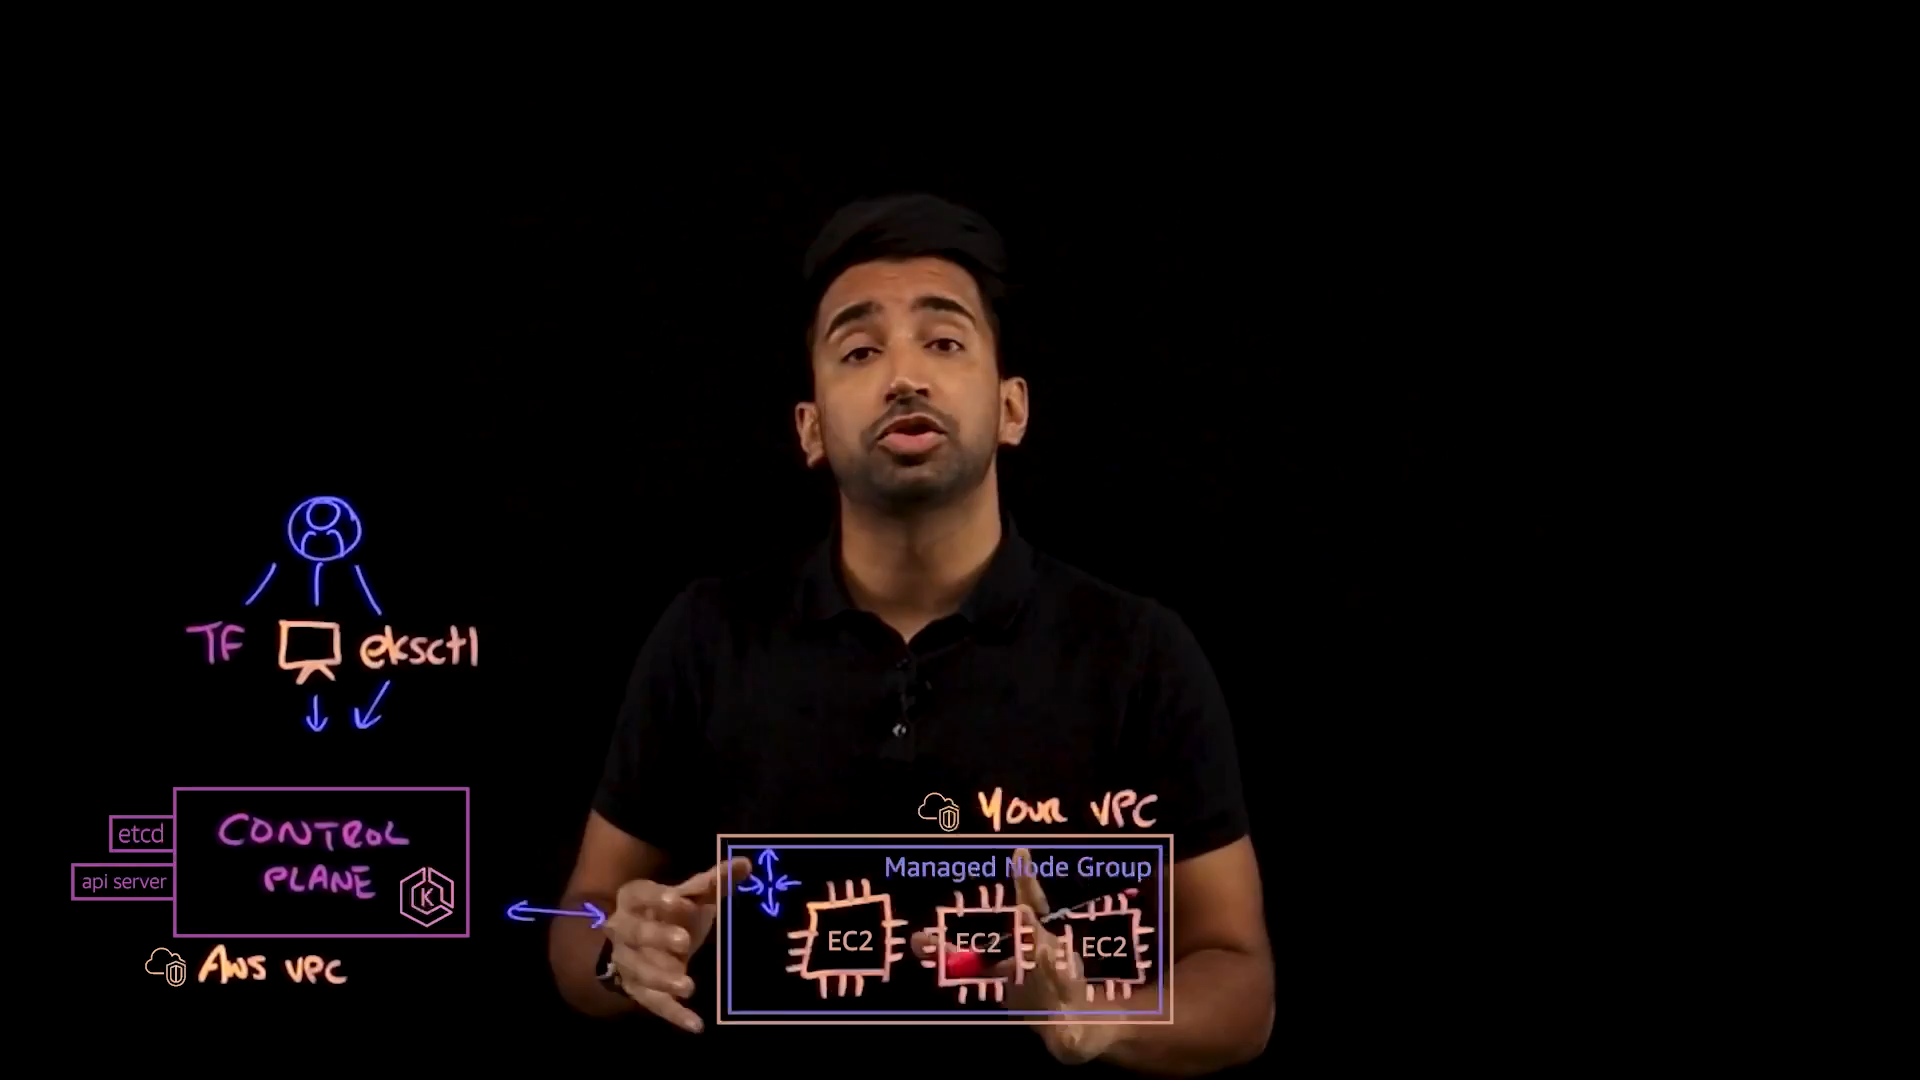 TF
eksctl
etcd
api server
CONTROL
PLANE
K
AWS VPC
Your VPC
Managed Node Group
EC2
EC2
EC2